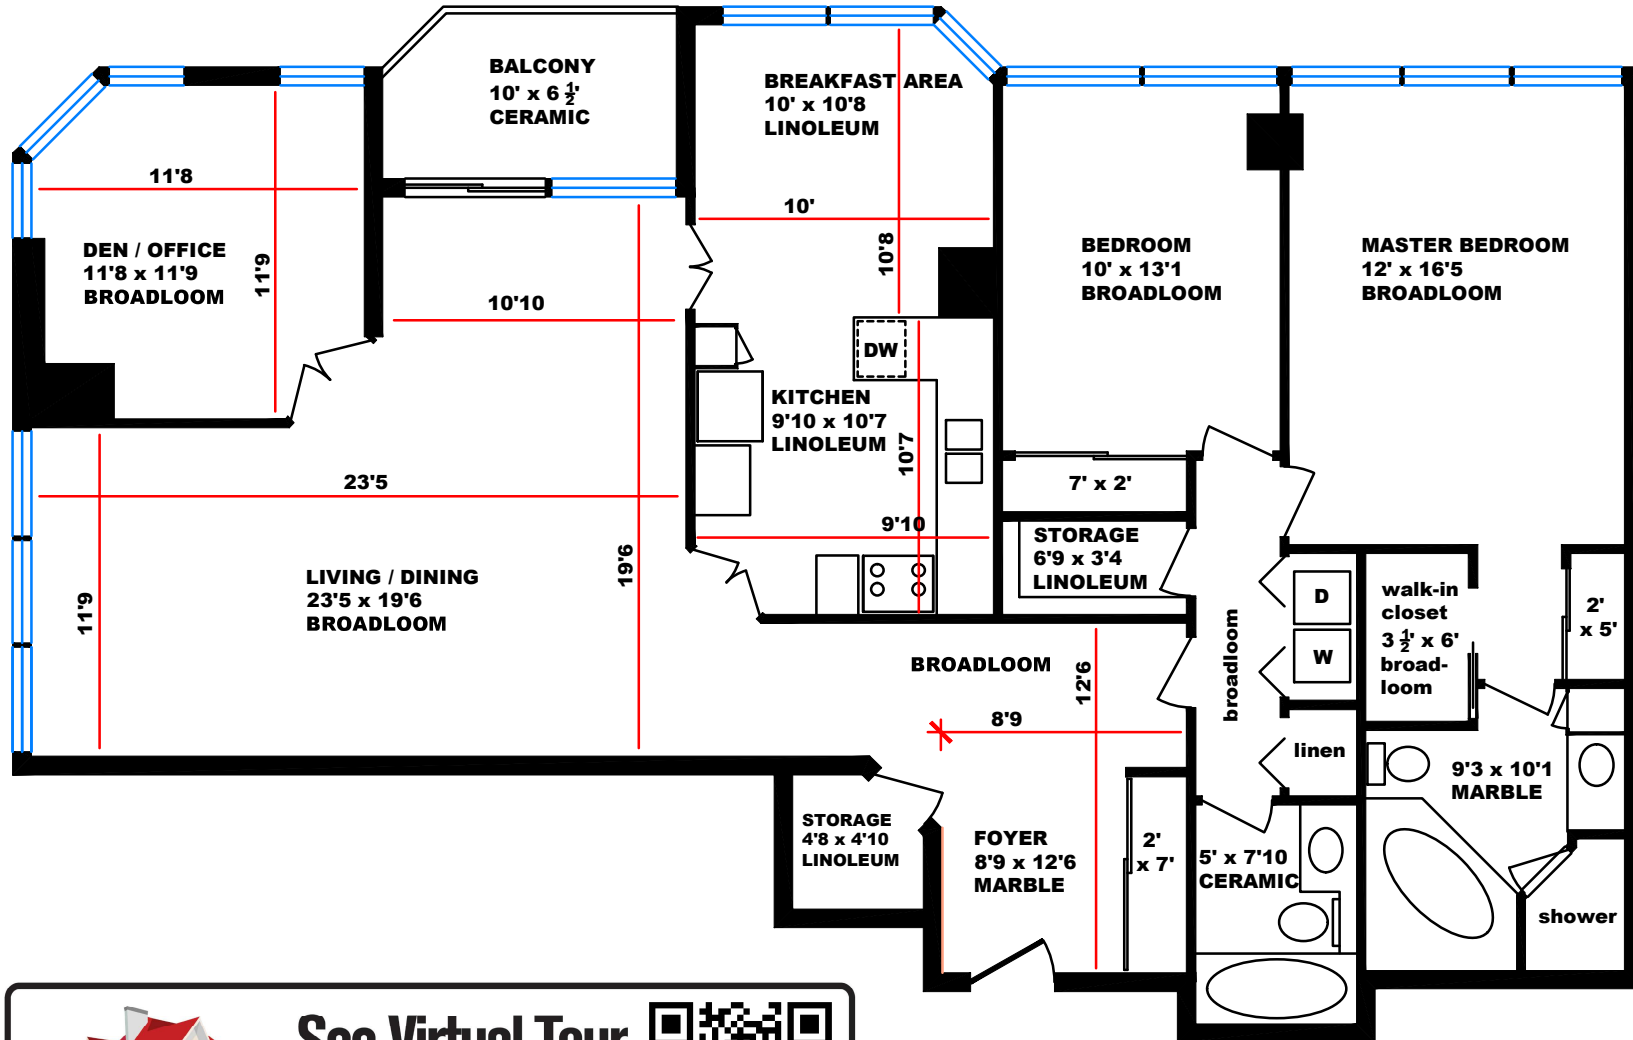 BALCONY
10' x 6 ½'
CERAMIC
BREAKFAST AREA
10' x 10'8
LINOLEUM
11'8
10'
DEN / OFFICE
11'8 x 11'9
BROADLOOM
11'9
10'8
BEDROOM
10' x 13'1
BROADLOOM
MASTER BEDROOM
12' x 16'5
BROADLOOM
10'10
DW
KITCHEN
9'10 x 10'7
LINOLEUM
10'7
23'5
7' x 2'
9'10
STORAGE
6'9 x 3'4
LINOLEUM
19'6
11'9
LIVING / DINING
23'5 x 19'6
BROADLOOM
D
W
walk-in
closet
3 ½' x 6'
broad-
loom
2'
x 5'
broadloom
BROADLOOM
12'6
8'9
linen
9'3 x 10'1
MARBLE
STORAGE
4'8 x 4'10
LINOLEUM
FOYER
8'9 x 12'6
MARBLE
2'
x 7'
5' x 7'10
CERAMIC
shower
See Virtual Tour